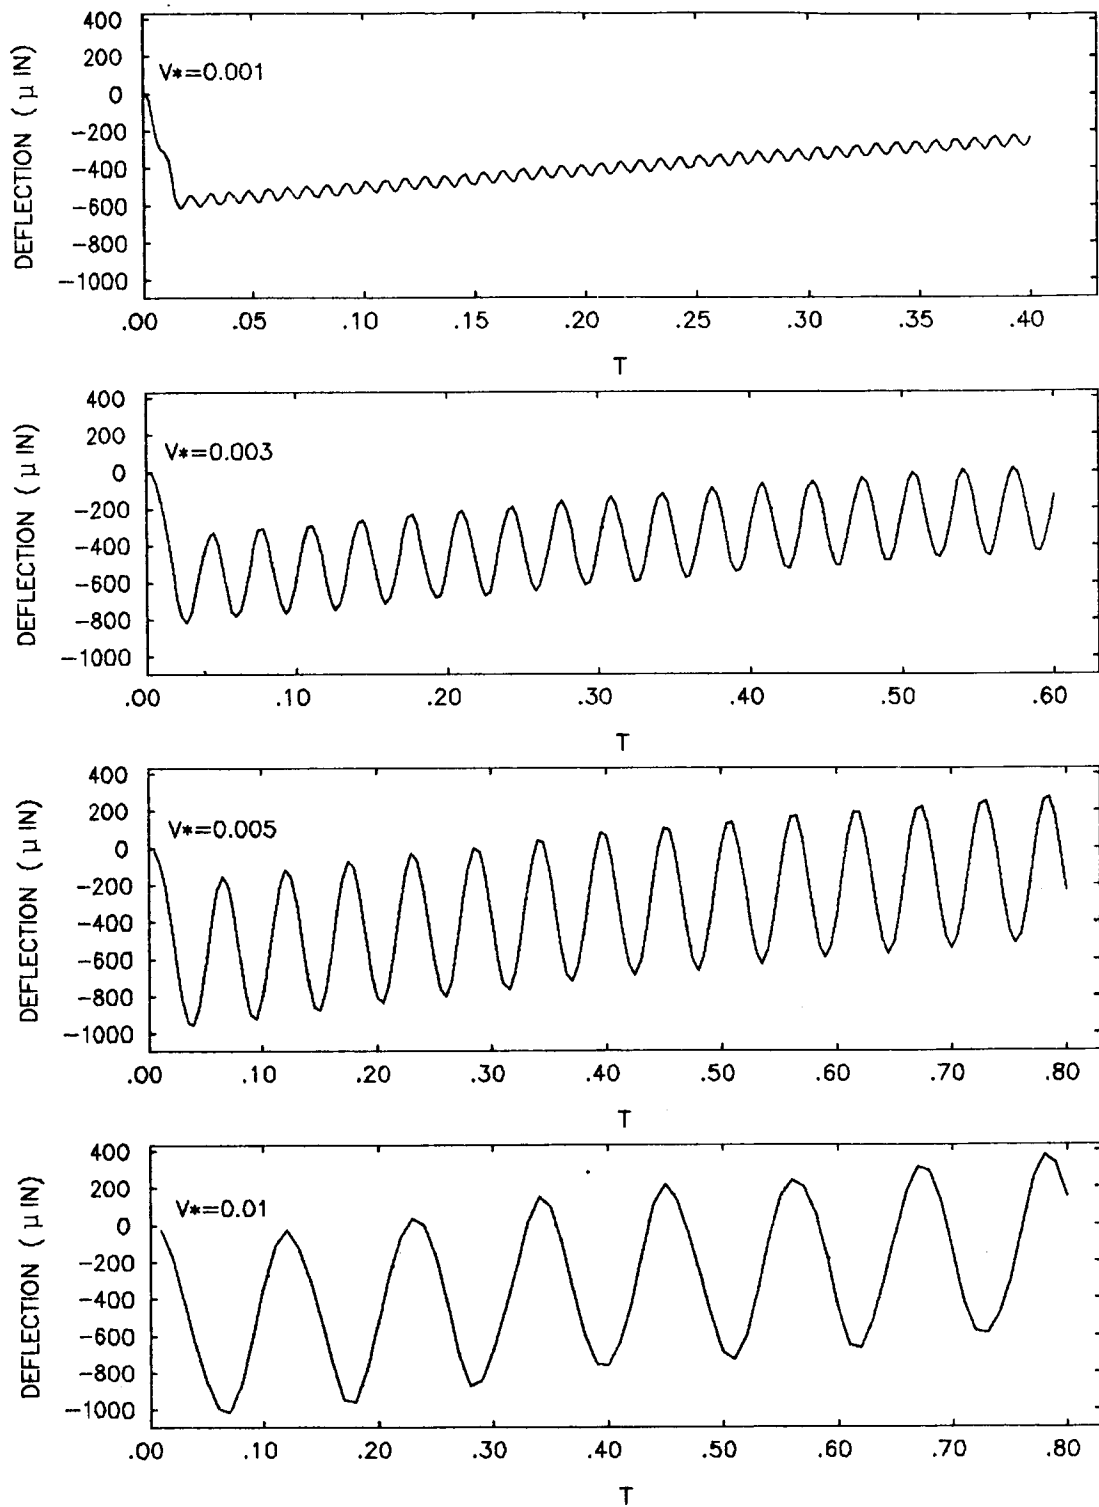 400
200
0
−200
−400
−600
−800
−1000
DEFLECTION ( μ IN)
V*=0.001
.00 .05 .10 .15 .20 .25 .30 .35 .40
T
400
200
0
−200
−400
−600
−800
−1000
DEFLECTION ( μ IN)
V*=0.003
.00 .10 .20 .30 .40 .50 .60
T
400
200
0
−200
−400
−600
−800
−1000
DEFLECTION ( μ IN)
V*=0.005
.00 .10 .20 .30 .40 .50 .60 .70 .80
T
400
200
0
−200
−400
−600
−800
−1000
DEFLECTION ( μ IN)
V*=0.01
.00 .10 .20 .30 .40 .50 .60 .70 .80
T